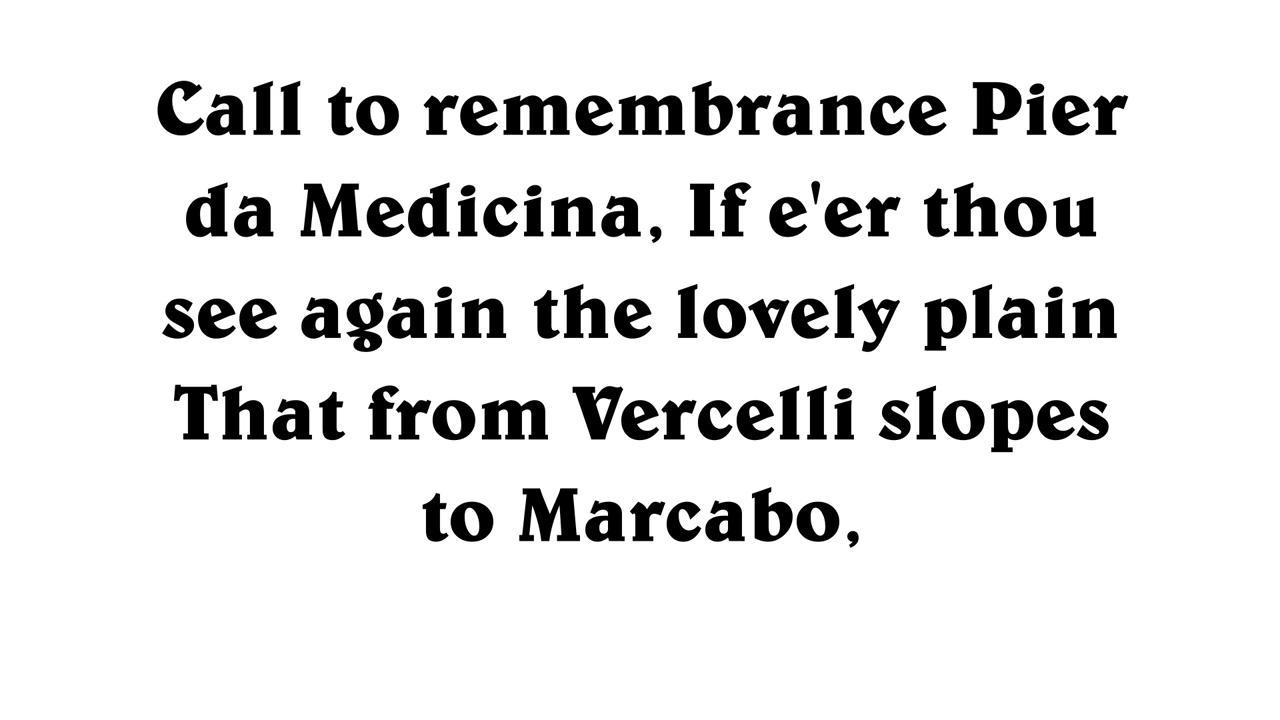 Call to remembrance Pier
da Medicina, If e'er thou
see again the lovely plain
That from Vercelli slopes
to Marcabo,